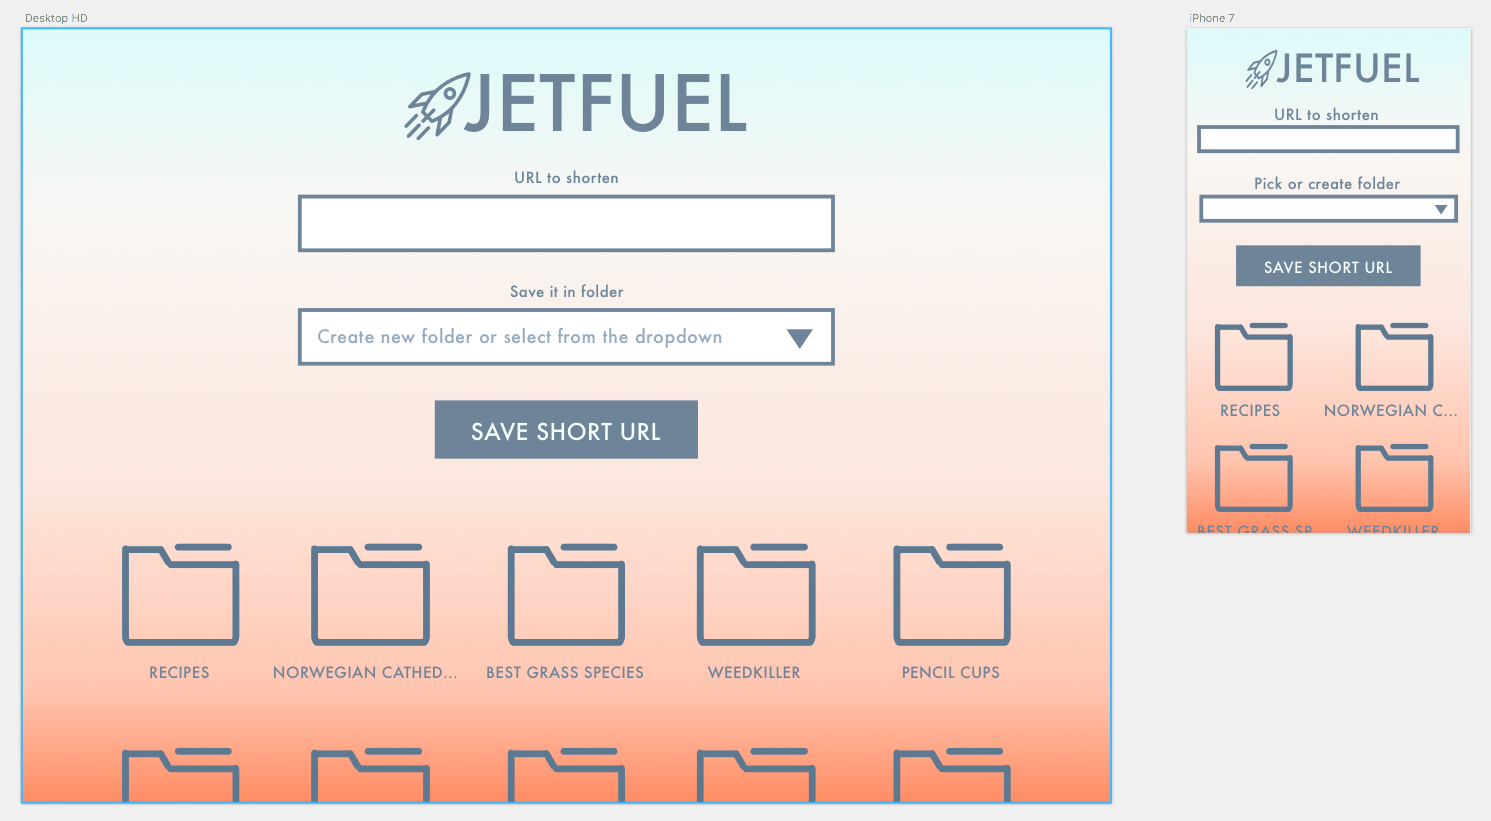 Desktop HD
JETFUEL
URL to shorten
Save it in folder
Create new folder or select from the dropdown
SAVE SHORT URL
RECIPES
NORWEGIAN CATHED...
BEST GRASS SPECIES
WEEDKILLER
PENCIL CUPS
iPhone 7
JETFUEL
URL to shorten
Pick or create folder
SAVE SHORT URL
RECIPES
NORWEGIAN C...
BEST GRASS SP
WEEDKILLER